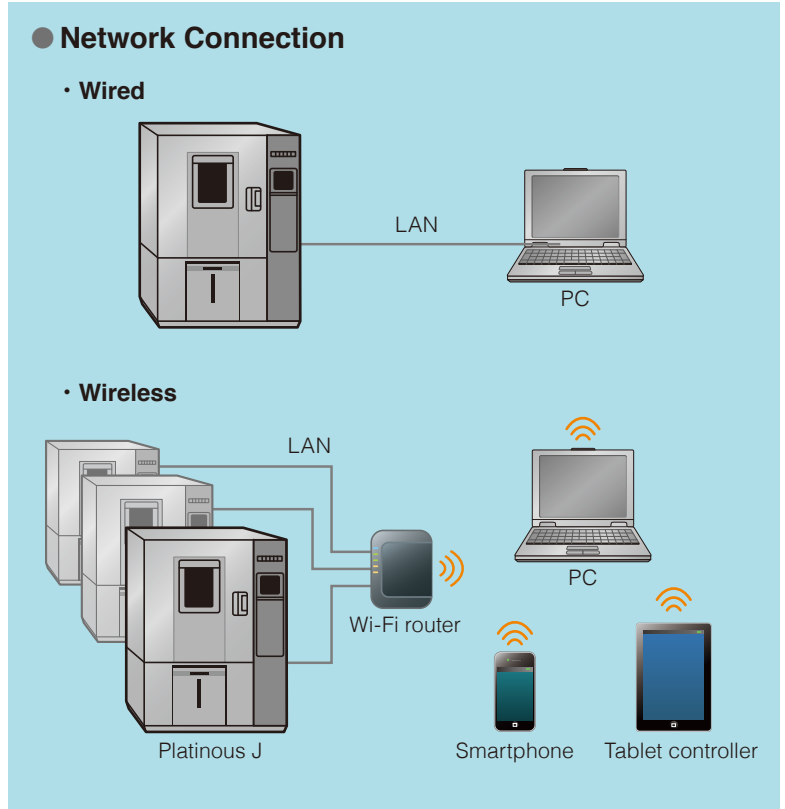 ● Network Connection
・Wired
LAN
PC
・Wireless
LAN
PC
Wi-Fi router
Platinous J
Smartphone
Tablet controller